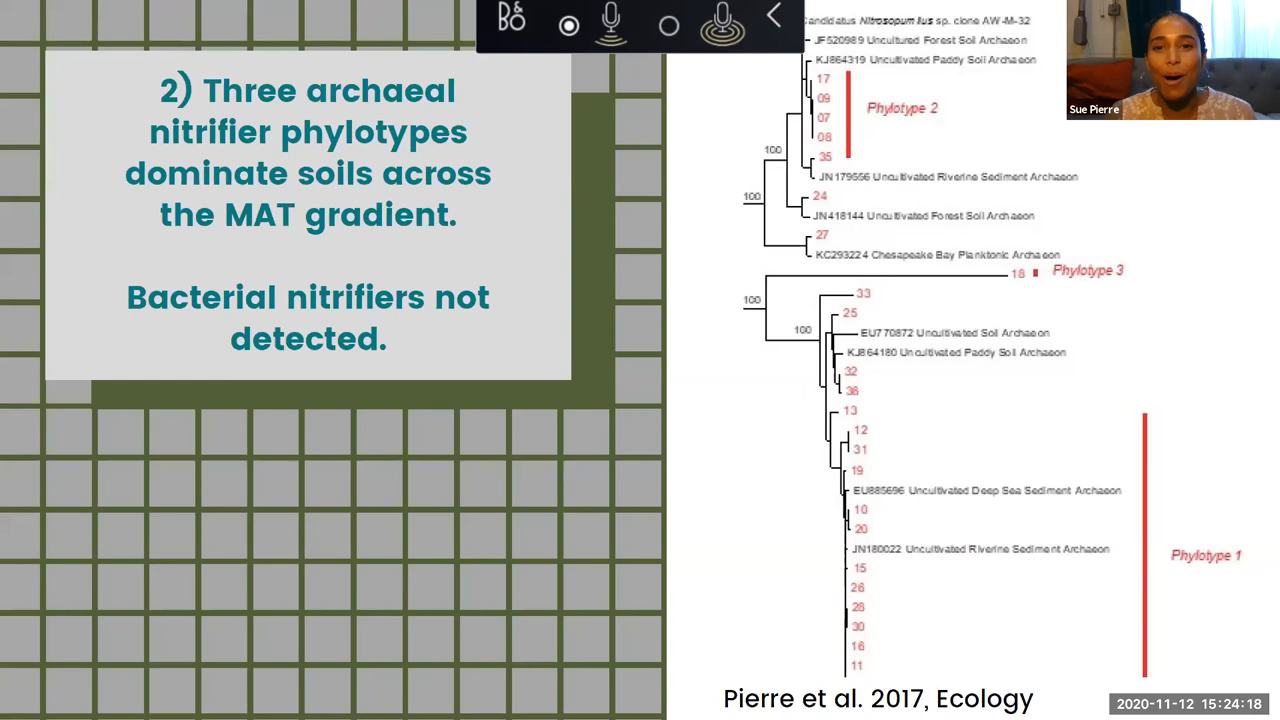 B&O
2) Three archaeal
nitrifier phylotypes
dominate soils across
the MAT gradient.
Bacterial nitrifiers not
detected.
Candidatus Nitrosopumilus sp. clone AW-M-32
JF520989 Uncultured Forest Soil Archaeon
KJ864319 Uncultivated Paddy Soil Archaeon
17
09
Phylotype 2
07
08
35
JN179556 Uncultivated Riverine Sediment Archaeon
24
JN418144 Uncultivated Forest Soil Archaeon
27
KC293224 Chesapeake Bay Planktonic Archaeon
100
100
18
Phylotype 3
33
25
EU770872 Uncultivated Soil Archaeon
KJ864180 Uncultivated Paddy Soil Archaeon
32
36
13
12
31
19
EU885696 Uncultivated Deep Sea Sediment Archaeon
10
20
JN180022 Uncultivated Riverine Sediment Archaeon
15
Phylotype 1
26
28
30
16
11
100
100
Pierre et al. 2017, Ecology
Sue Pierre
2020-11-12 15:24:18